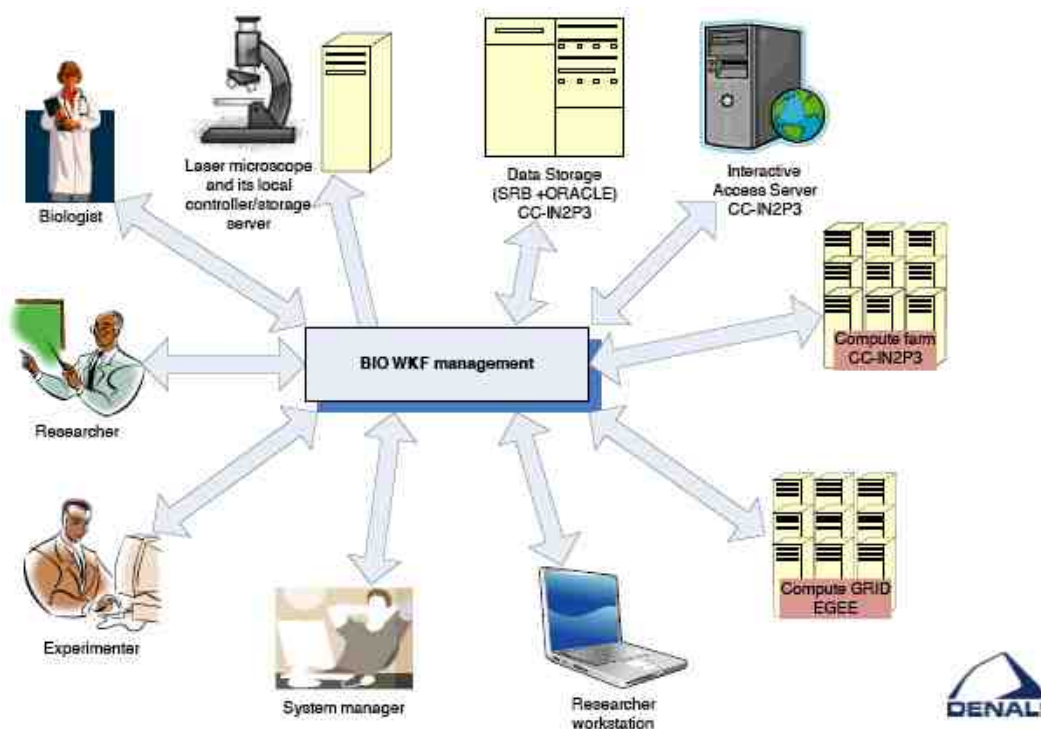 Biologist
Laser microscope
and its local
controller/storage
server
Data Storage
(SRB +ORACLE)
CC-IN2P3
Interactive
Access Server
CC-IN2P3
Compute farm
CC-IN2P3
BIO WKF management
Researcher
Compute GRID
EGEE
Experimenter
System manager
Researcher
workstation
DENALI